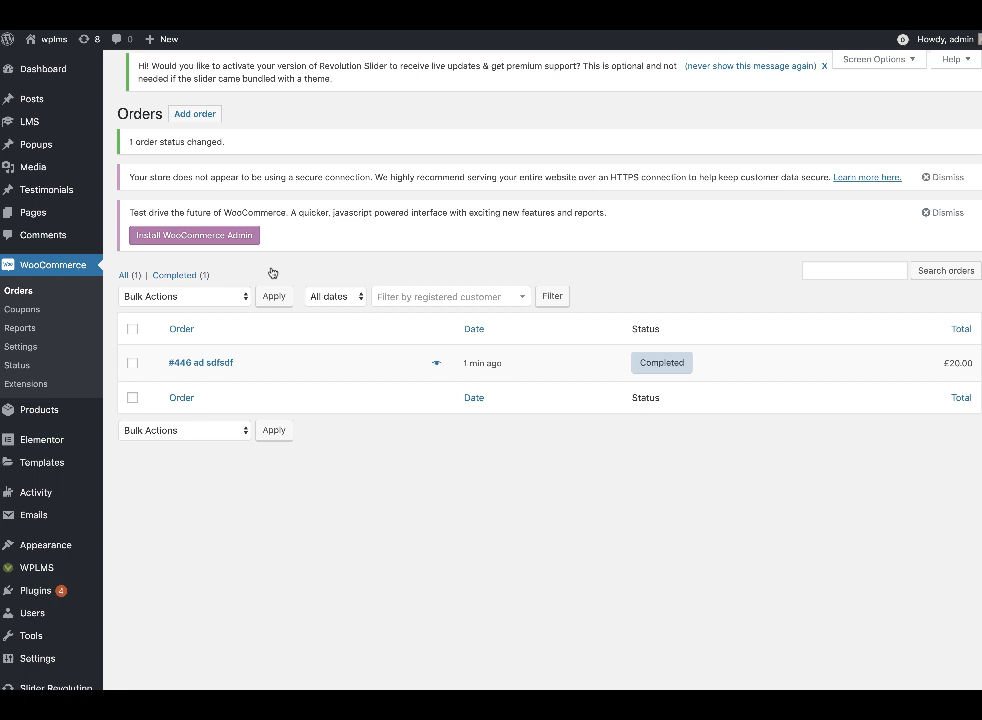 wplms 8 0 New Howdy, admin
Dashboard
Posts
LMS
Popups
Media
Testimonials
Pages
Comments
WooCommerce
Orders
Coupons
Reports
Settings
Status
Extensions
Products
Elementor
Templates
Activity
Emails
Appearance
WPLMS
Plugins 4
Users
Tools
Settings
Slider Revolution
Hi! Would you like to activate your version of Revolution Slider to receive live updates & get premium support? This is optional and not (never show this message again) X
needed if the slider came bundled with a theme.
Screen Options Help
Orders Add order
1 order status changed.
Your store does not appear to be using a secure connection. We highly recommend serving your entire website over an HTTPS connection to help keep customer data secure. Learn more here. Dismiss
Test drive the future of WooCommerce. A quicker, javascript powered interface with exciting new features and reports. Dismiss
Install WooCommerce Admin
All (1) | Completed (1) Search orders
Bulk Actions Apply All dates Filter by registered customer Filter
Order Date Status Total
#446 ad sdfsdf 1 min ago Completed £20.00
Order Date Status Total
Bulk Actions Apply